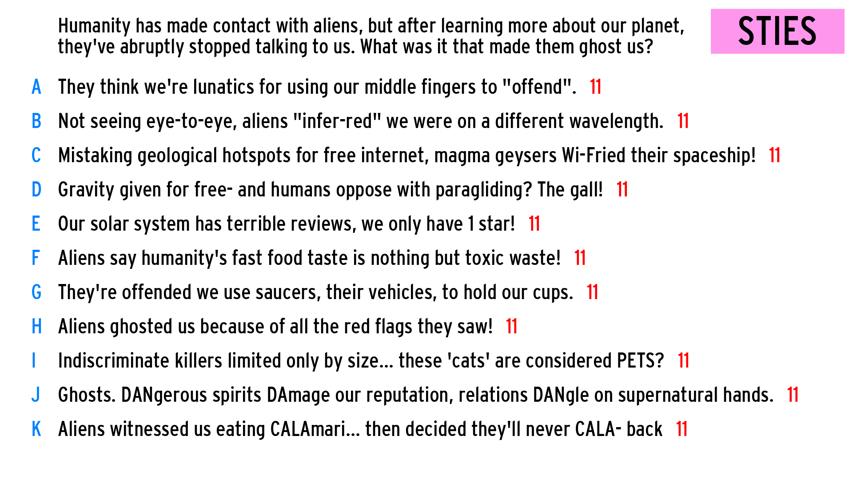 Humanity has made contact with aliens, but after learning more about our planet,
they've abruptly stopped talking to us. What was it that made them ghost us?
STIES
A They think we're lunatics for using our middle fingers to "offend". 11
B Not seeing eye-to-eye, aliens "infer-red" we were on a different wavelength. 11
C Mistaking geological hotspots for free internet, magma geysers Wi-Fried their spaceship! 11
D Gravity given for free- and humans oppose with paragliding? The gall! 11
E Our solar system has terrible reviews, we only have 1 star! 11
F Aliens say humanity's fast food taste is nothing but toxic waste! 11
G They're offended we use saucers, their vehicles, to hold our cups. 11
H Aliens ghosted us because of all the red flags they saw! 11
I Indiscriminate killers limited only by size... these 'cats' are considered PETS? 11
J Ghosts. DANgerous spirits DAmage our reputation, relations DANgle on supernatural hands. 11
K Aliens witnessed us eating CALAmari... then decided they'll never CALA- back 11